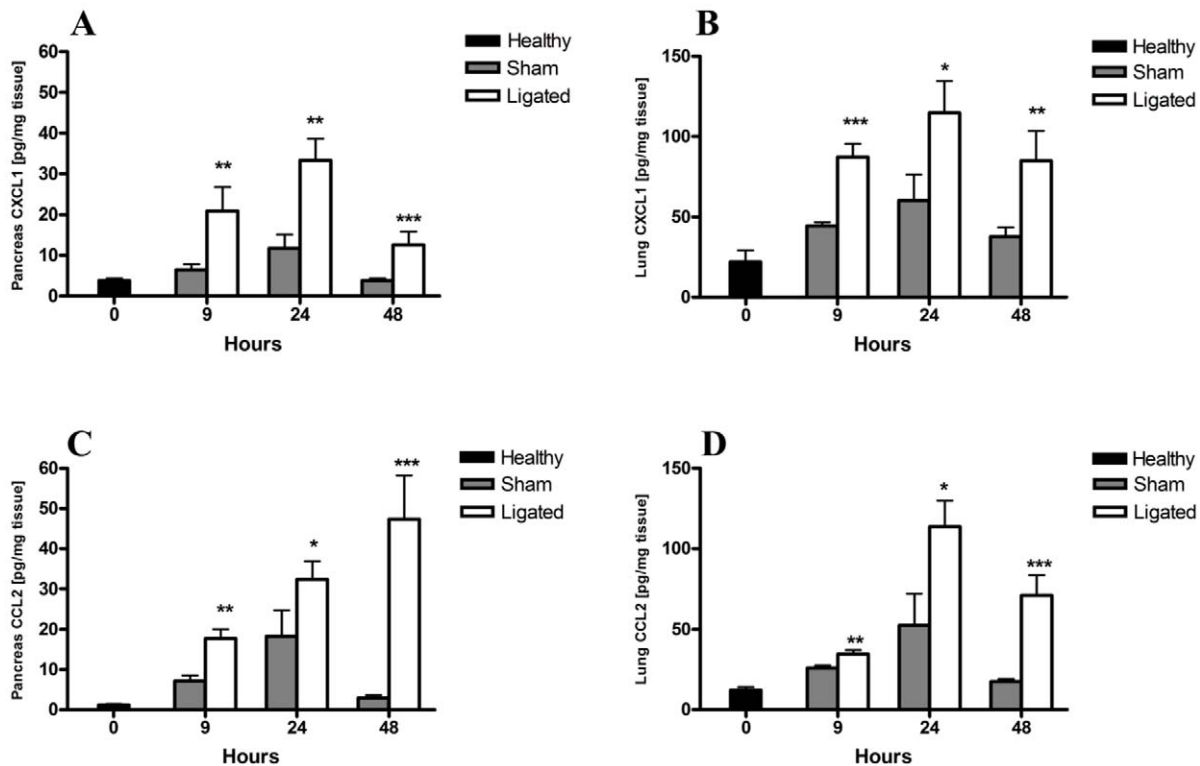 A
Pancreas CXCL1 [pg/mg tissue]
60
50
40
30
20
10
0
** ** ***
0 9 24 48
Hours
Healthy
Sham
Ligated
B
Lung CXCL1 [pg/mg tissue]
150
100
50
0
*** * **
0 9 24 48
Hours
Healthy
Sham
Ligated
C
Pancreas CCL2 [pg/mg tissue]
60
50
40
30
20
10
0
** * ***
0 9 24 48
Hours
Healthy
Sham
Ligated
D
Lung CCL2 [pg/mg tissue]
150
100
50
0
** * ***
0 9 24 48
Hours
Healthy
Sham
Ligated